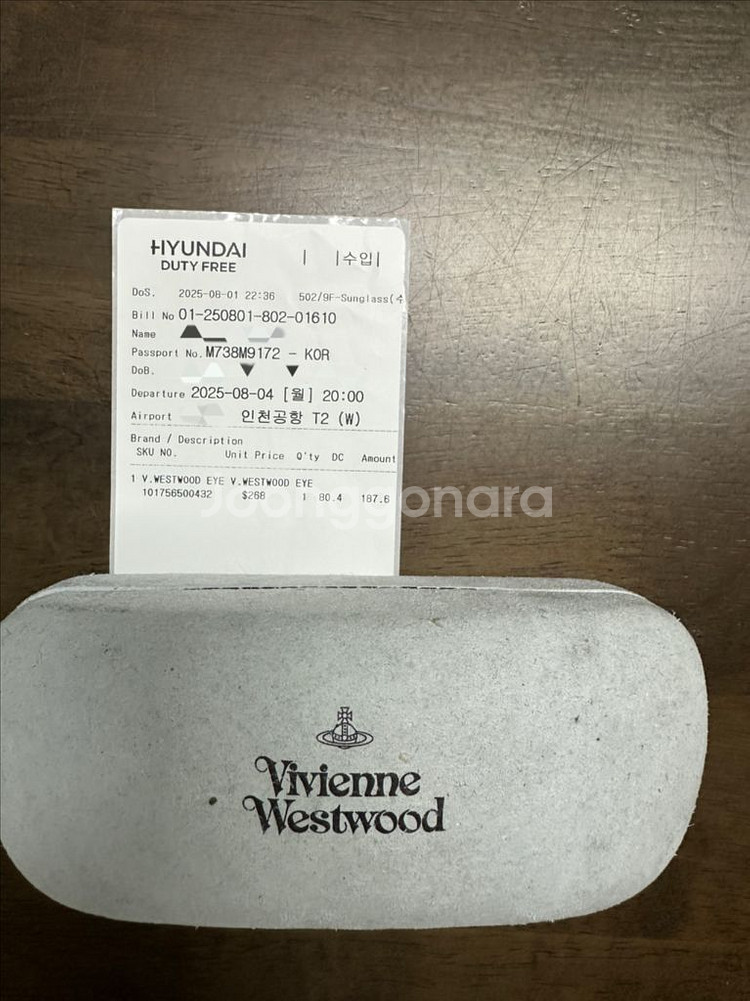 HYUNDAI
DUTY FREE
| |수입|
DoS. 2025-08-01 22:36 502/9F-Sunglass(수
Bill No 01-250801-802-01610
Name
Passport No. M738M9172 - KOR
DoB.
Departure 2025-08-04 [월] 20:00
Airport 인천공항 T2 (W)
Brand / Description
SKU NO. Unit Price Q'ty DC Amount
1 V.WESTWOOD EYE V.WESTWOOD EYE
101756500432 $268 1 80.4 187.6
Joonggonara
Vivienne
Westwood